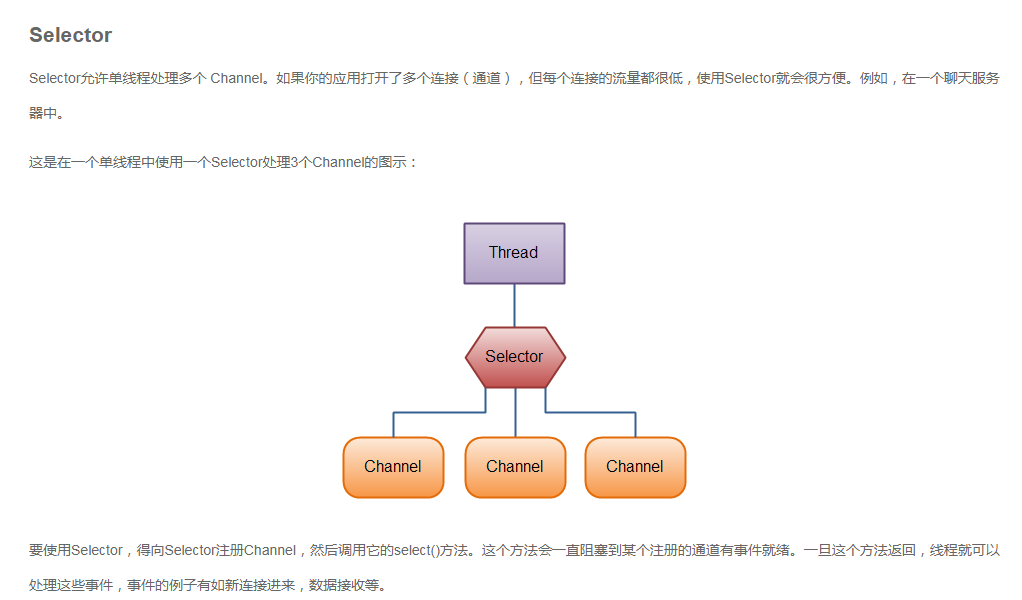 Selector
Selector允许单线程处理多个 Channel。如果你的应用打开了多个连接（通道），但每个连接的流量都很低，使用Selector就会很方便。例如，在一个聊天服务
器中。
这是在一个单线程中使用一个Selector处理3个Channel的图示：
Thread
Selector
Channel Channel Channel
要使用Selector，得向Selector注册Channel，然后调用它的select()方法。这个方法会一直阻塞到某个注册的通道有事件就绪。一旦这个方法返回，线程就可以
处理这些事件，事件的例子有如新连接进来，数据接收等。